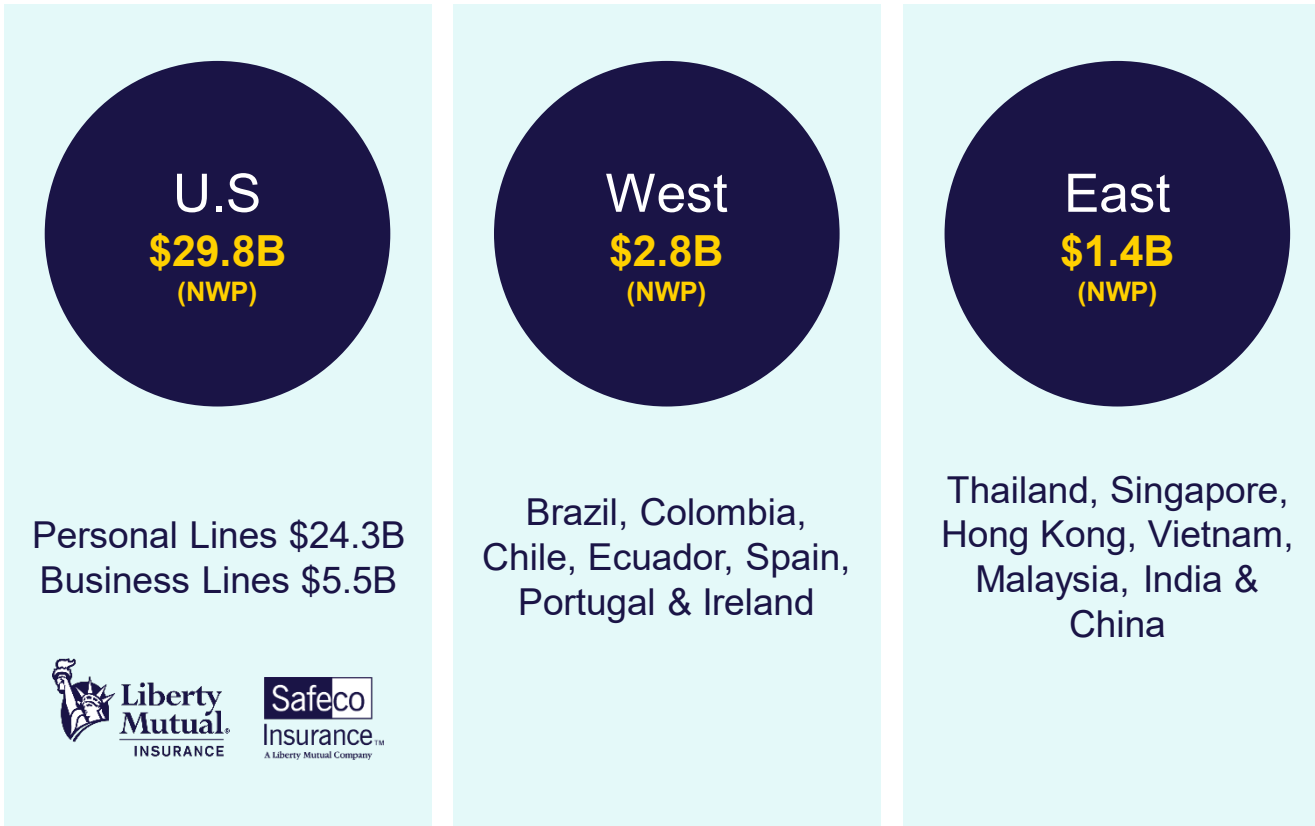 U.S
$29.8B
(NWP)
Personal Lines $24.3B
Business Lines $5.5B
Liberty
Mutual®
INSURANCE
Safeco
Insurance™
A Liberty Mutual Company
West
$2.8B
(NWP)
Brazil, Colombia,
Chile, Ecuador, Spain,
Portugal & Ireland
East
$1.4B
(NWP)
Thailand, Singapore,
Hong Kong, Vietnam,
Malaysia, India &
China